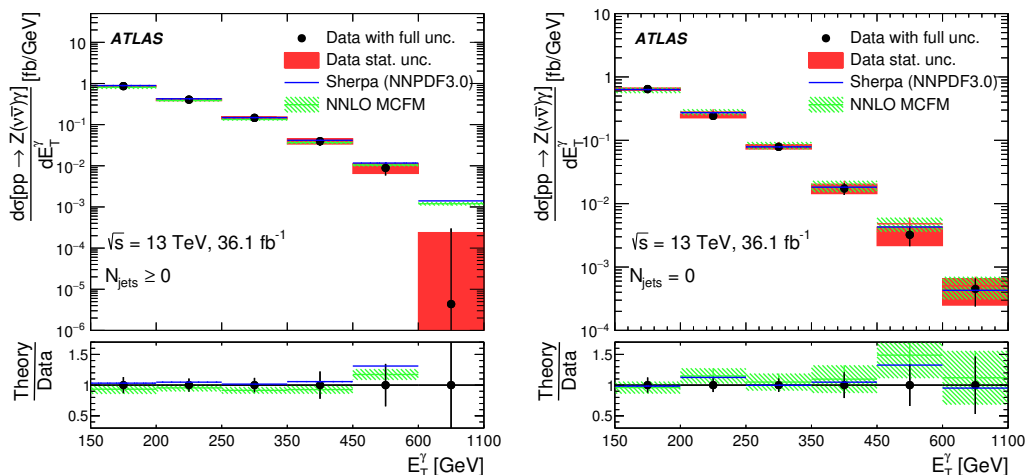 ATLAS
Data with full unc.
Data stat. unc.
Sherpa (NNPDF3.0)
NNLO MCFM
dσ[pp → Z(νν̅)γ] [fb/GeV]
dE_T^γ
10
1
10⁻¹
10⁻²
10⁻³
10⁻⁴
10⁻⁵
10⁻⁶
√s = 13 TeV, 36.1 fb⁻¹
N_jets ≥ 0
Theory
Data
1.5
1
0.5
150 200 250 350 450 600 1100
E_T^γ [GeV]
ATLAS
Data with full unc.
Data stat. unc.
Sherpa (NNPDF3.0)
NNLO MCFM
dσ[pp → Z(νν̅)γ] [fb/GeV]
dE_T^γ
10
1
10⁻¹
10⁻²
10⁻³
10⁻⁴
√s = 13 TeV, 36.1 fb⁻¹
N_jets = 0
Theory
Data
1.5
1
0.5
150 200 250 350 450 600 1100
E_T^γ [GeV]